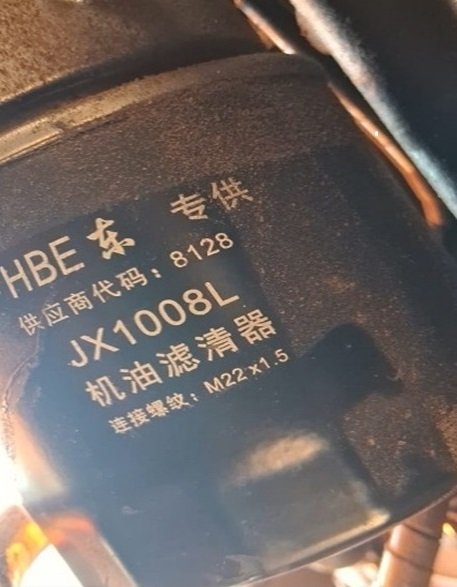 HBE 东 专供
供应商代码：8128
JX1008L
机油滤清器
连接螺纹：M22×1.5